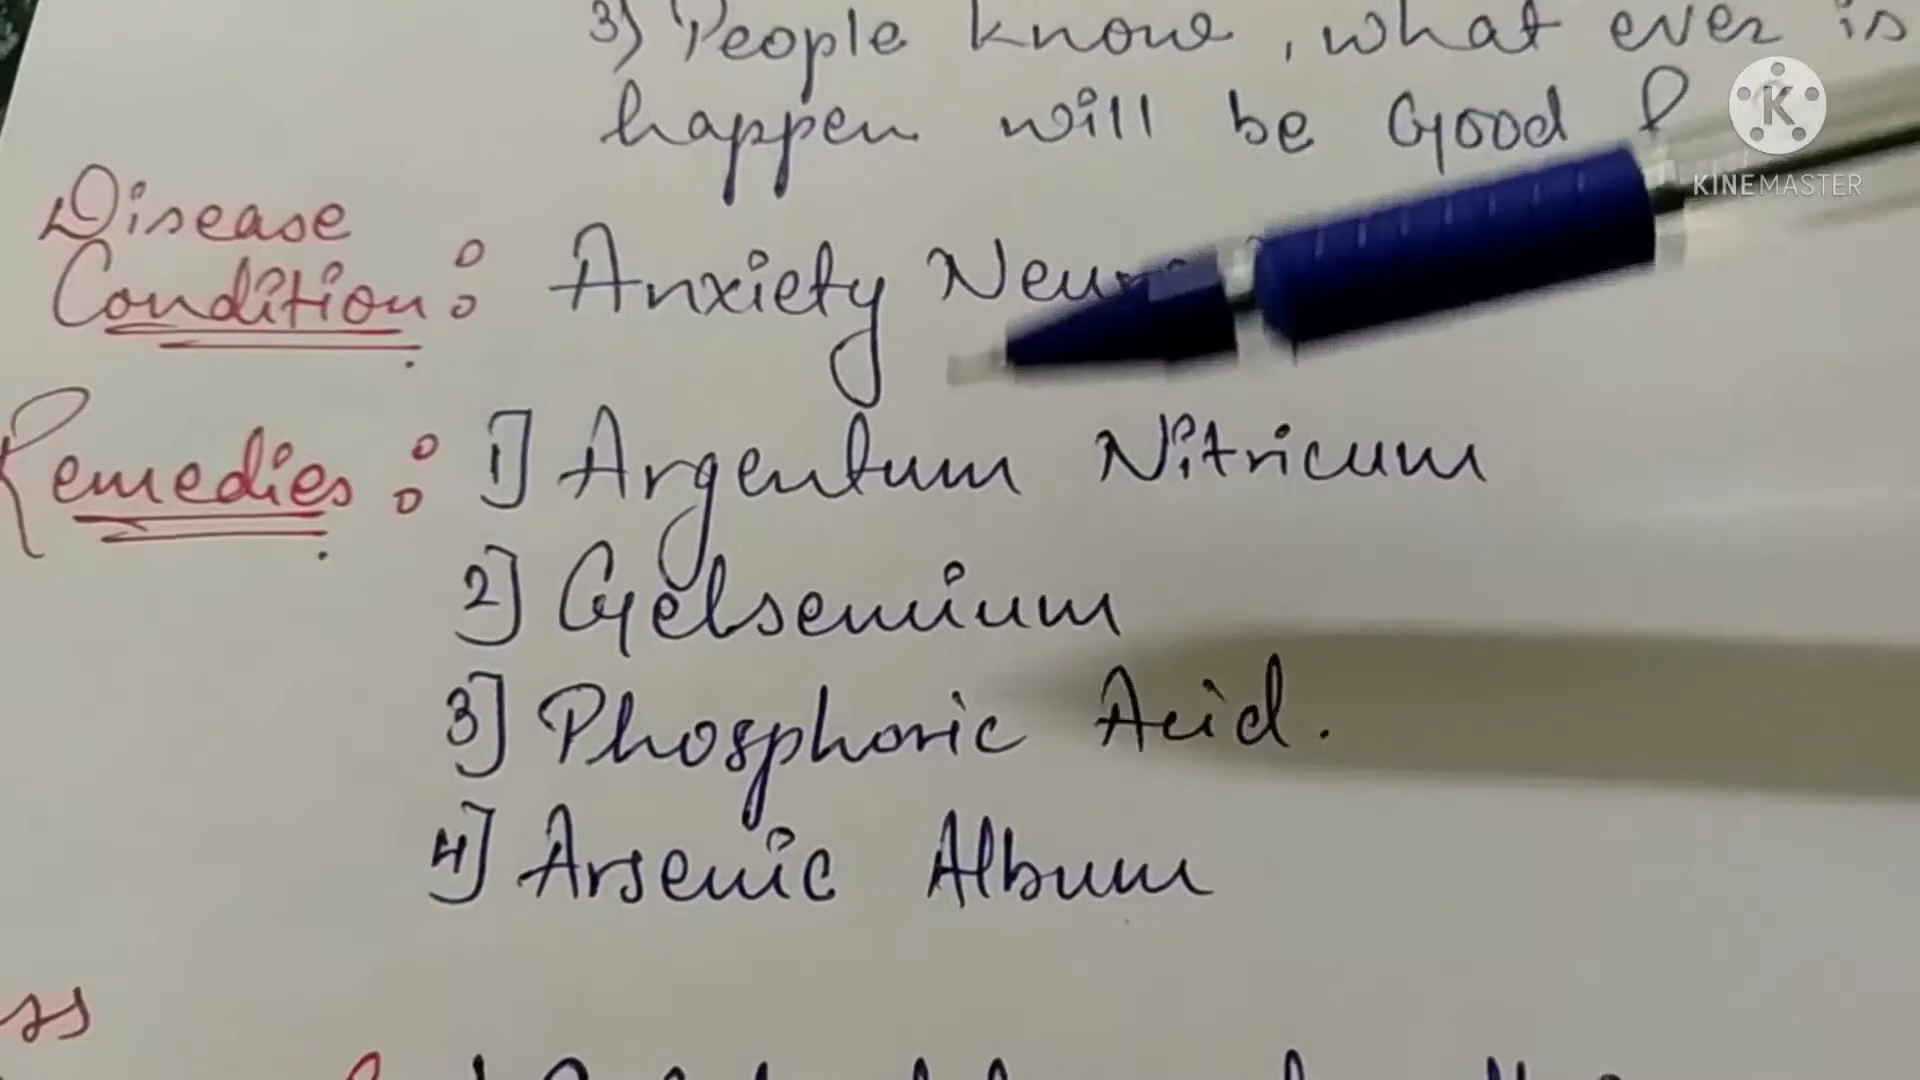 3) People know, what ever is
happen will be Good
Disease
Condition: Anxiety
Remedies: 1] Argentum Nitricum
2] Gelsemium
3] Phosphoric Acid.
4] Arsenic Album
K
KINEMASTER